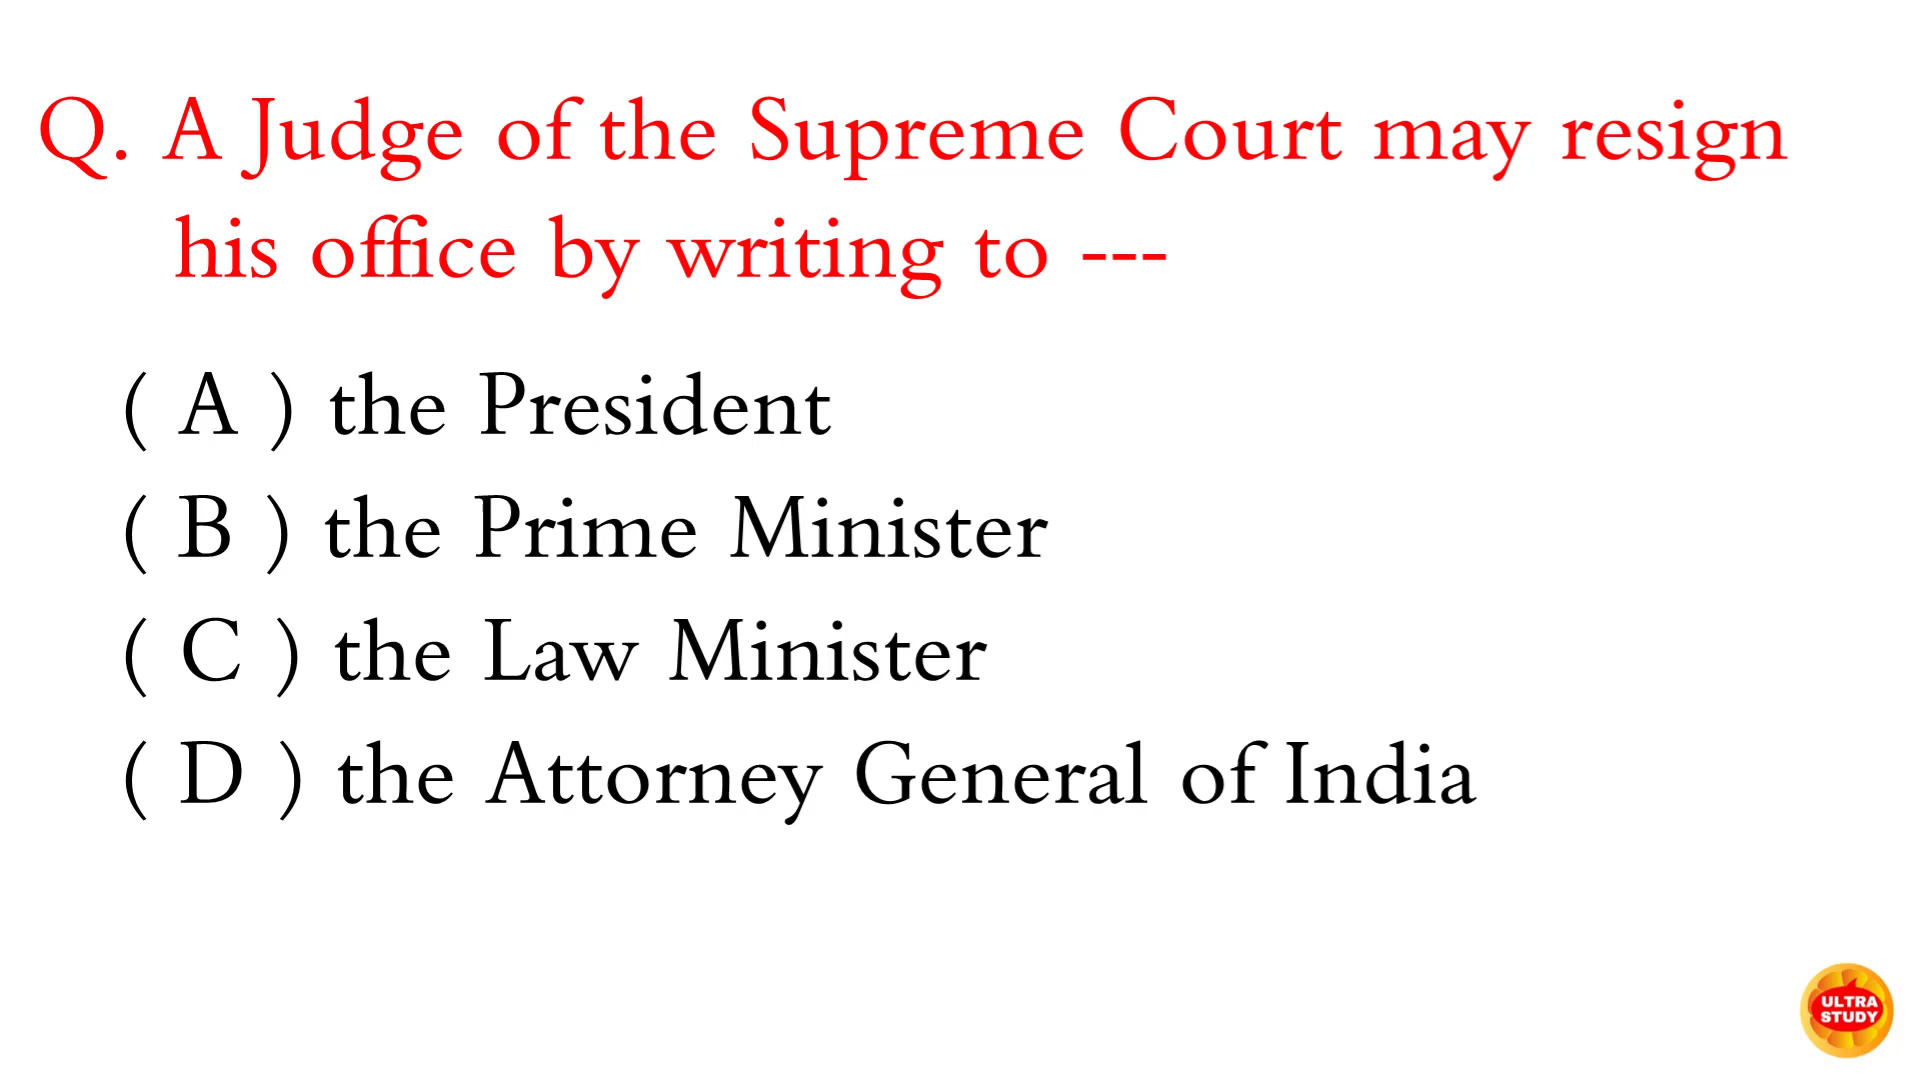 Q. A Judge of the Supreme Court may resign
his office by writing to ---
( A ) the President
( B ) the Prime Minister
( C ) the Law Minister
( D ) the Attorney General of India
ULTRA
STUDY